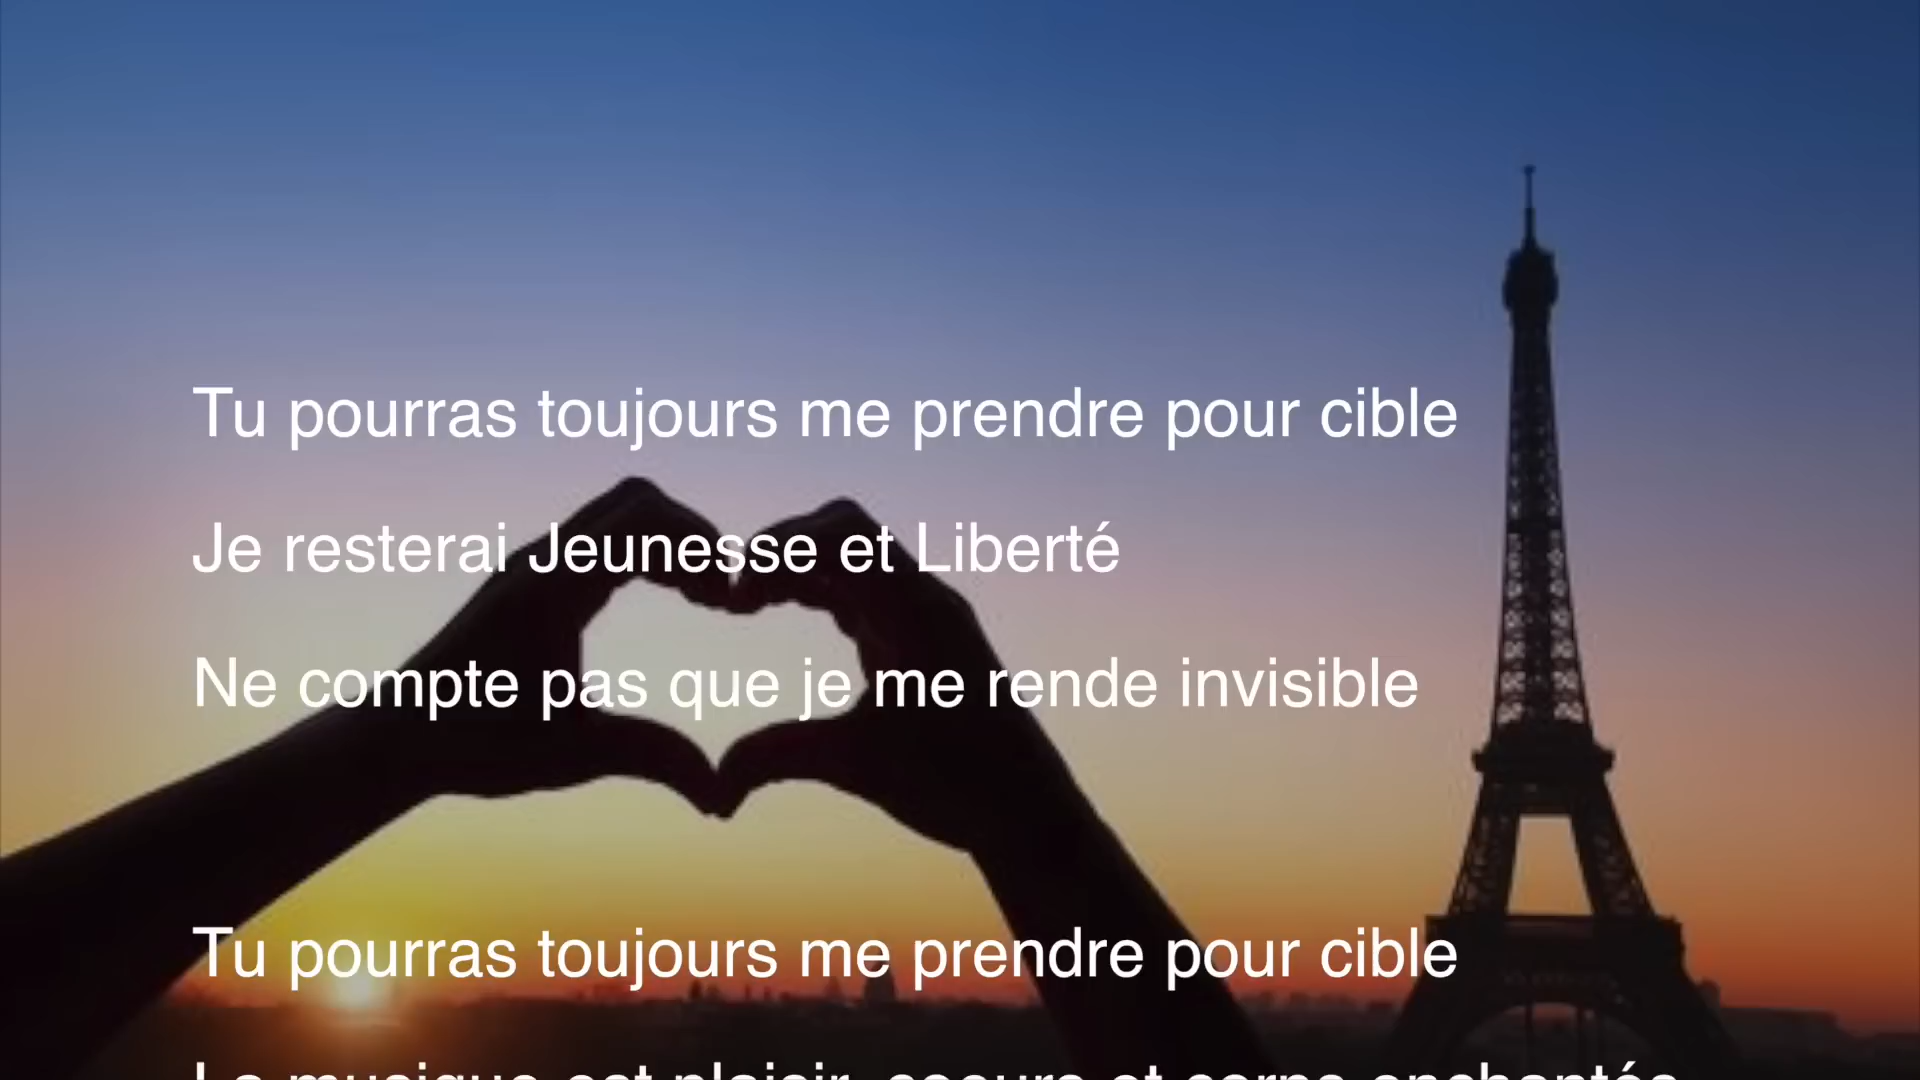 Tu pourras toujours me prendre pour cible
Je resterai Jeunesse et Liberté
Ne compte pas que je me rende invisible
Tu pourras toujours me prendre pour cible
La musique est plaisir, coeurs et corps enchantés